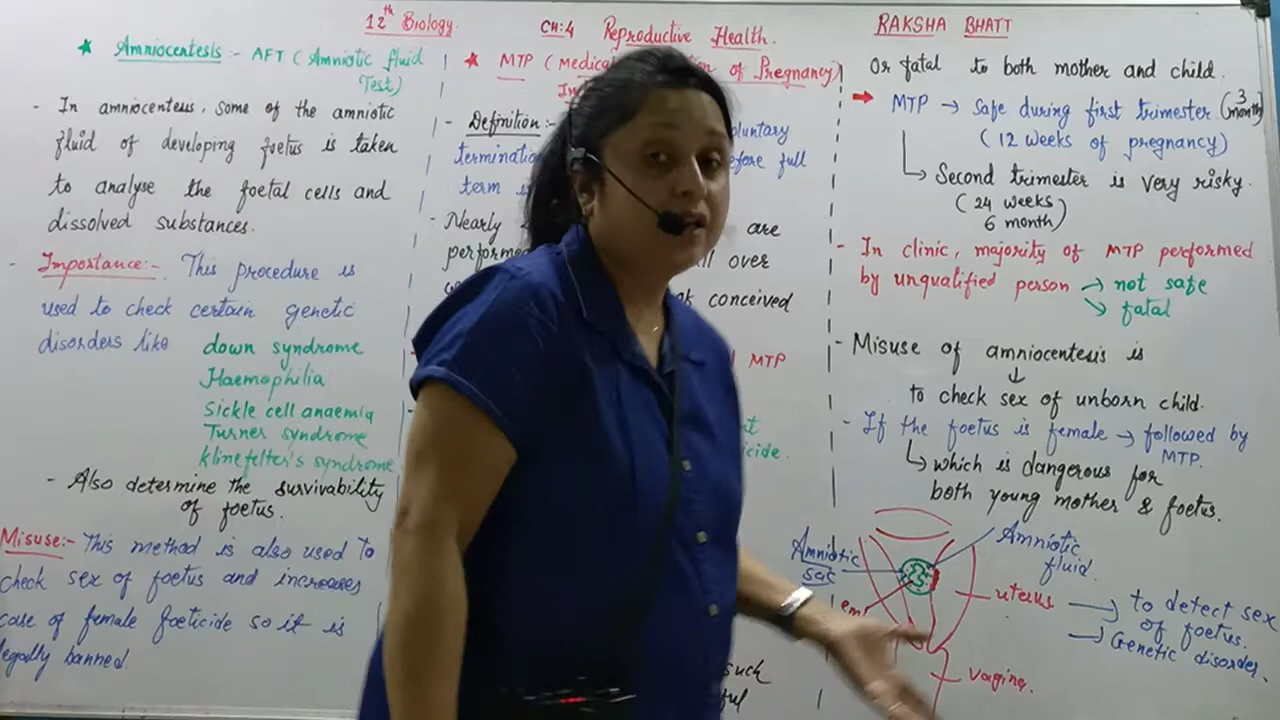 12th Biology.
CH:4 Reproductive Health.
RAKSHA BHATT
★ Amniocentesis :- AFT (Amniotic fluid
Test)
- In amniocentesis, some of the amniotic
fluid of developing foetus is taken
to analyse the foetal cells and
dissolved substances.
- Importance:- This procedure is
used to check certain genetic
disorders like down syndrome
Haemophilia
Sickle cell anaemia
Turner syndrome
klinefelter's syndrome
- Also determine the survivability
of foetus.
Misuse:- This method is also used to
check sex of foetus and increases
case of female foeticide so it is
legally banned.
★ MTP (Medical of Pregnancy)
- Definition:-
term
- Nearly are
over
conceived
MTP
such
Or fatal to both mother and child.
➡ MTP → Safe during first trimester (3 month)
(12 weeks of pregnancy)
↳ Second trimester is very risky.
(24 weeks
6 month)
- In clinic, majority of MTP performed
by unqualified person → not safe
↘ fatal
- Misuse of amniocentesis is
↓
to check sex of unborn child.
- If the foetus is female → followed by
MTP.
↳ which is dangerous for
both young mother & foetus.
Amniotic
sac
Amniotic
fluid.
uterus → to detect sex
of foetus.
→ Genetic disorder.
vagina.